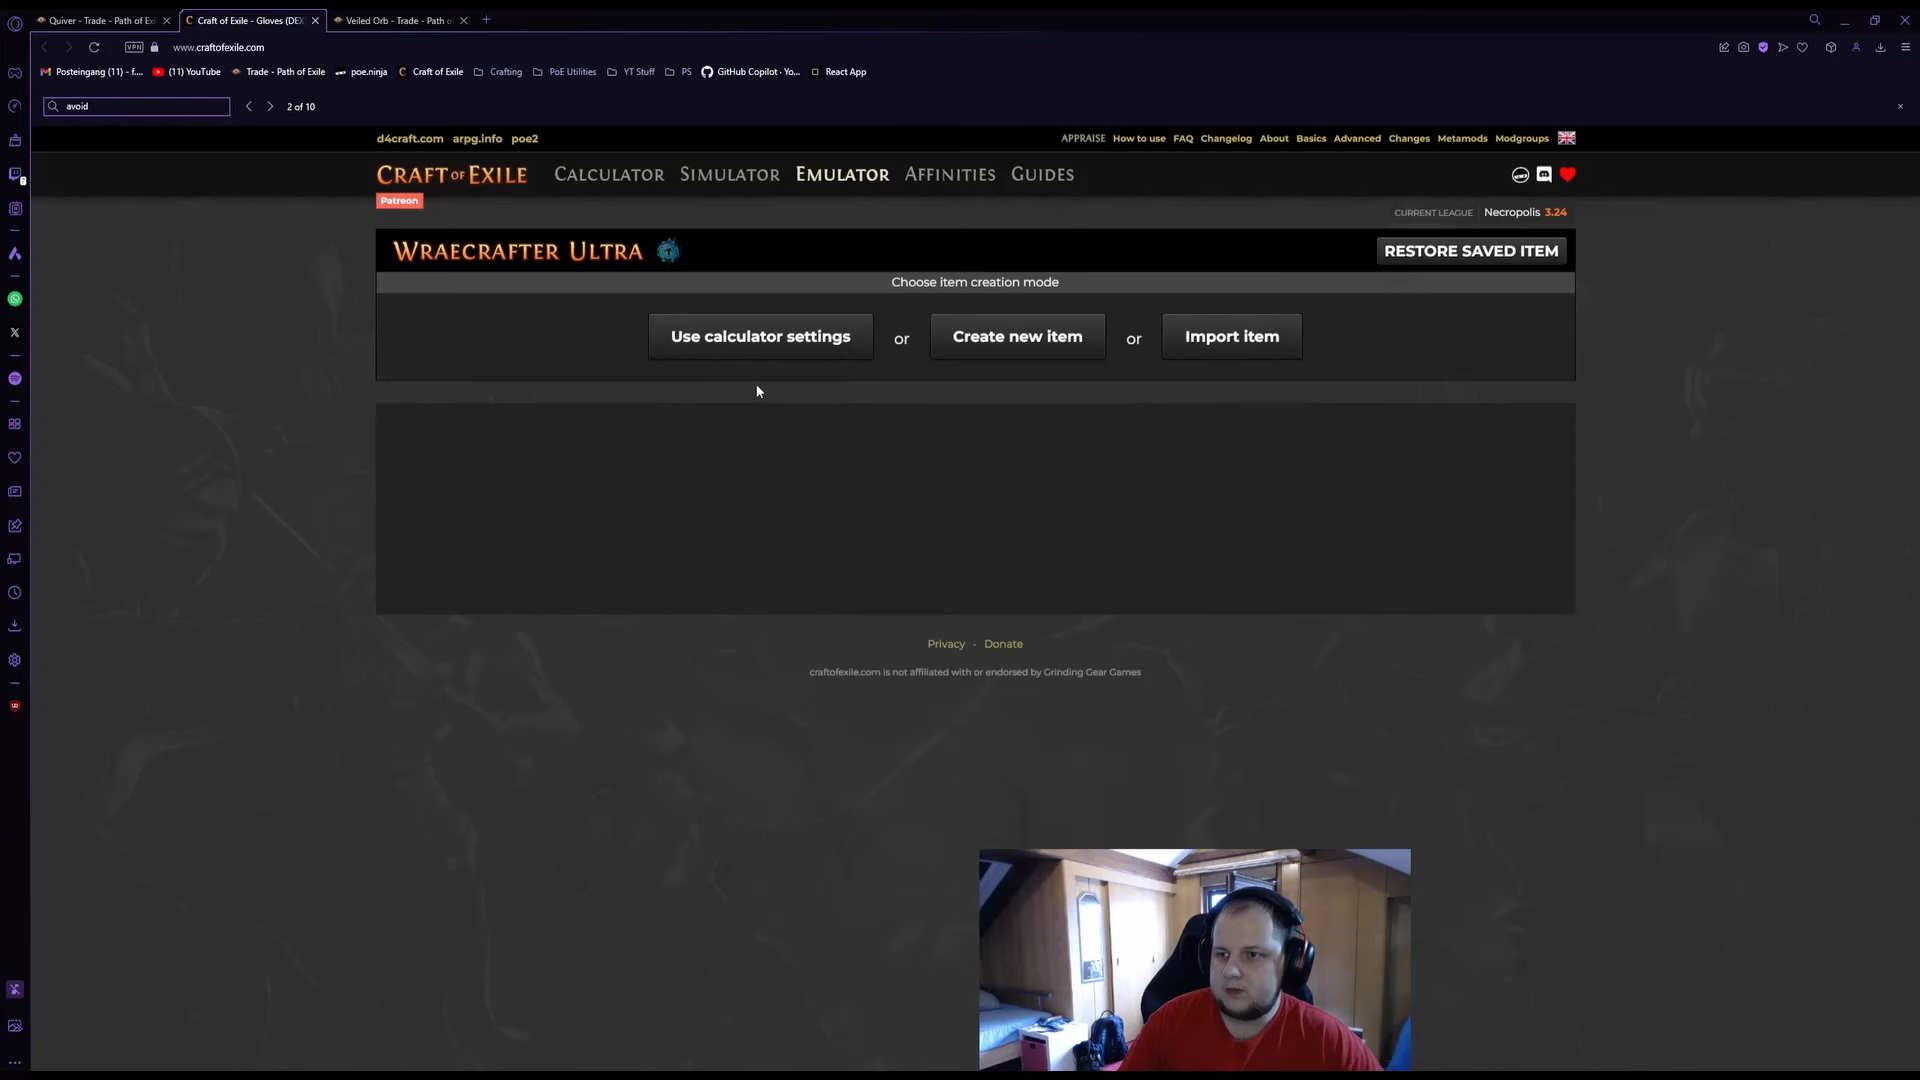 Quiver - Trade - Path of Ex
Craft of Exile - Gloves (DEX
Veiled Orb - Trade - Path o
VPN
www.craftofexile.com
Posteingang (11) - f....
(11) YouTube
Trade - Path of Exile
poe.ninja
Craft of Exile
Crafting
PoE Utilities
YT Stuff
PS
GitHub Copilot · Yo...
React App
avoid
2 of 10
d4craft.com arpg.info poe2
APPRAISE How to use FAQ Changelog About Basics Advanced Changes Metamods Modgroups
CRAFT OF EXILE
CALCULATOR SIMULATOR EMULATOR AFFINITIES GUIDES
Patreon
CURRENT LEAGUE Necropolis 3.24
WRAECRAFTER ULTRA
RESTORE SAVED ITEM
Choose item creation mode
Use calculator settings or Create new item or Import item
Privacy - Donate
craftofexile.com is not affiliated with or endorsed by Grinding Gear Games